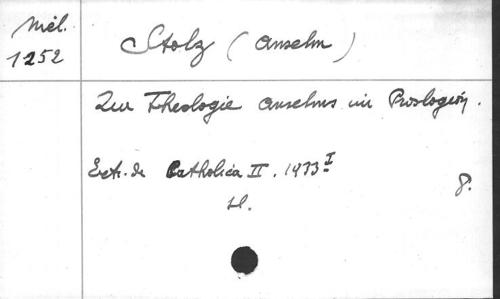 Mél.
1252
Stolz (Anselm)
Zur Theologie Anselms im Proslogion.
Extr. de Catholica II. 1933 I
8.